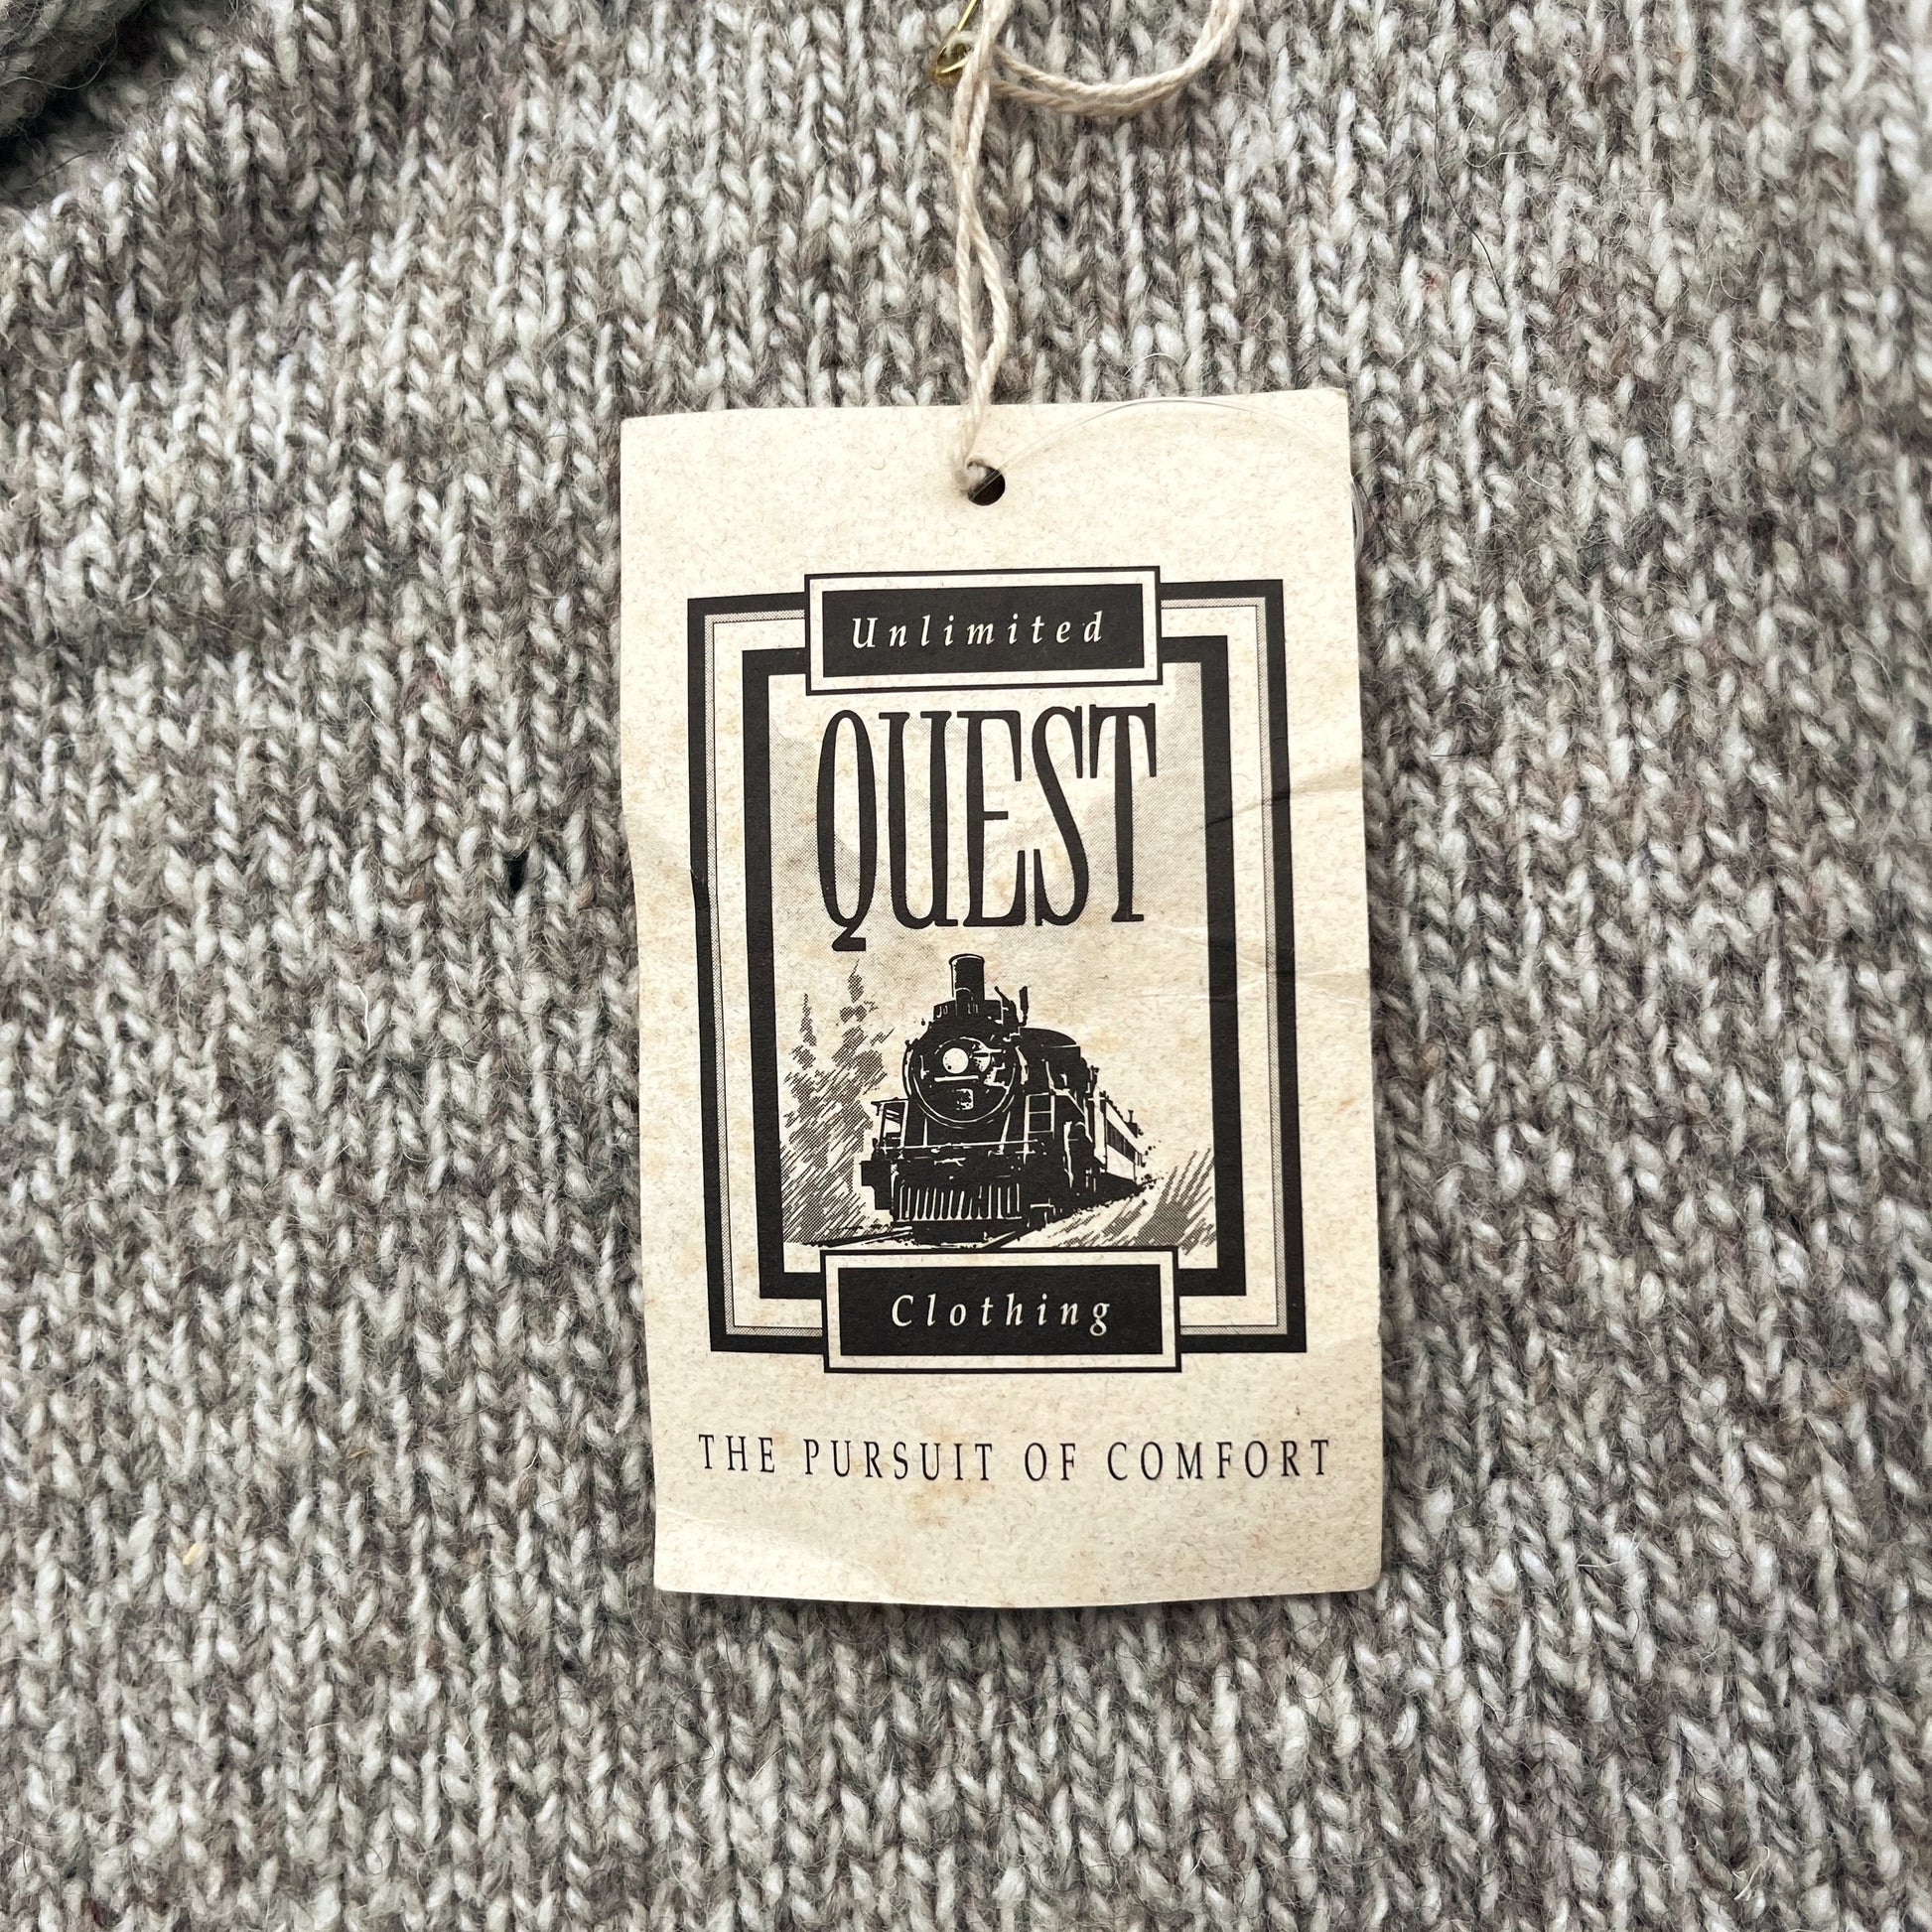 Unlimited
QUEST
Clothing
THE PURSUIT OF COMFORT